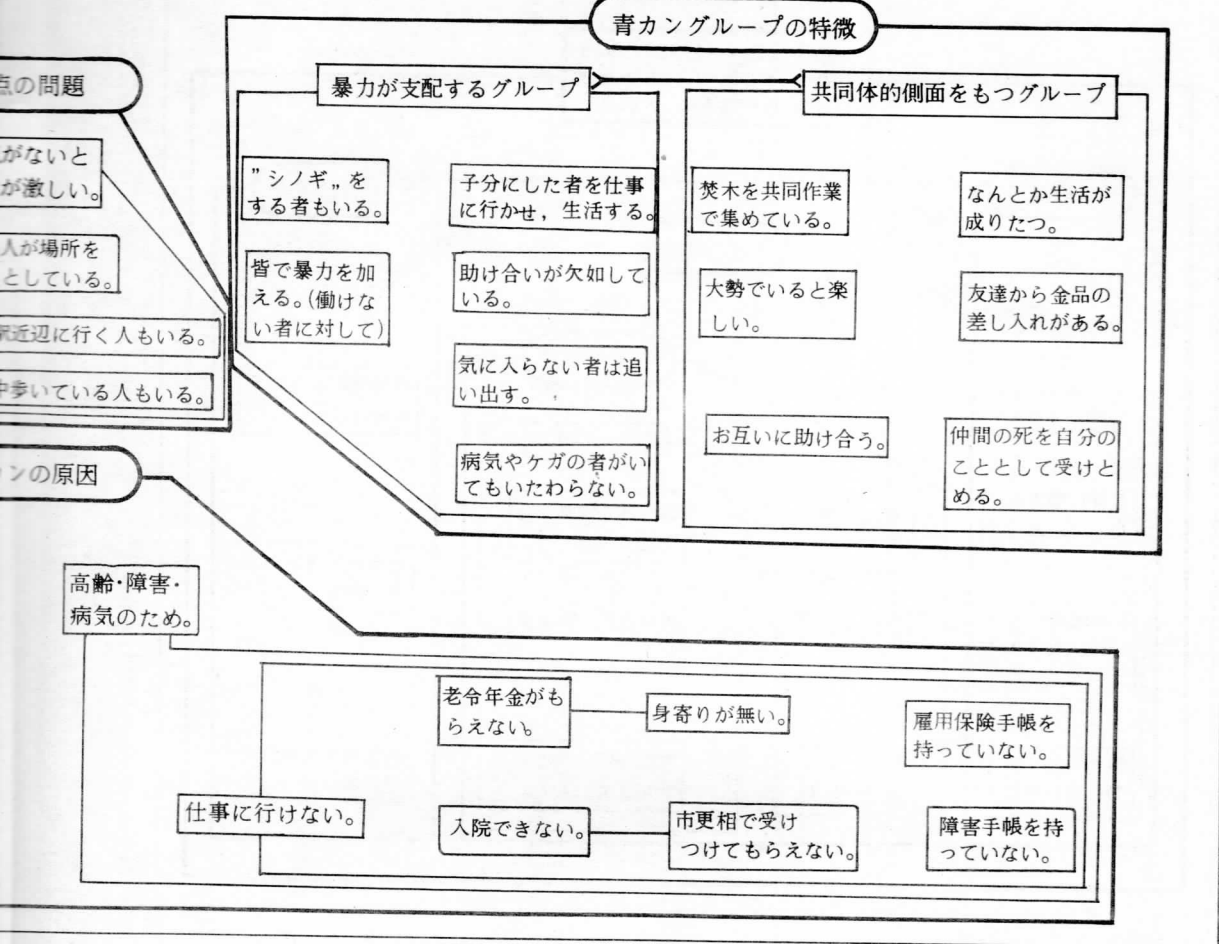 青カングループの特徴
点の問題
がないと
が激しい。
人が場所を
としている。
駅近辺に行く人もいる。
中歩いている人もいる。
暴力が支配するグループ
”シノギ„を
する者もいる。
子分にした者を仕事
に行かせ，生活する。
皆で暴力を加
える。(働けな
い者に対して)
助け合いが欠如して
いる。
気に入らない者は追
い出す。
病気やケガの者がい
てもいたわらない。
共同体的側面をもつグループ
焚木を共同作業
で集めている。
なんとか生活が
成りたつ。
大勢でいると楽
しい。
友達から金品の
差し入れがある。
お互いに助け合う。
仲間の死を自分の
こととして受けと
める。
ンの原因
高齢・障害・
病気のため。
老令年金がも
らえない。
身寄りが無い。
雇用保険手帳を
持っていない。
仕事に行けない。
入院できない。
市更相で受け
つけてもらえない。
障害手帳を持
っていない。